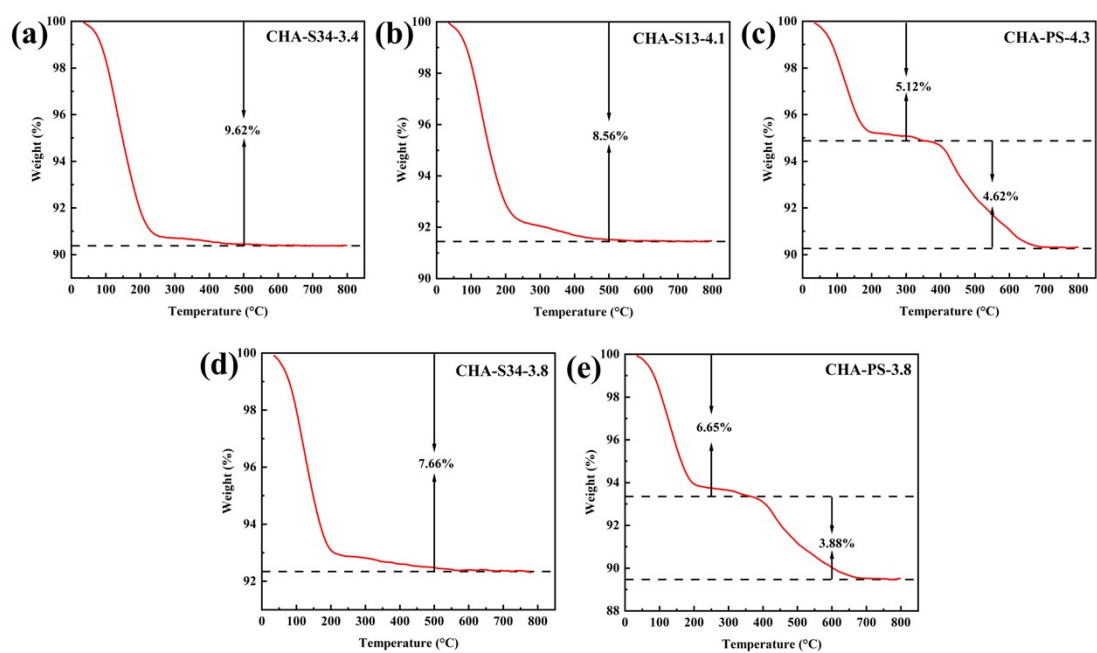 (a)
CHA-S34-3.4
9.62%
100
98
96
94
92
90
Weight (%)
0 100 200 300 400 500 600 700 800
Temperature (°C)
(b)
CHA-S13-4.1
8.56%
100
98
96
94
92
90
Weight (%)
0 100 200 300 400 500 600 700 800
Temperature (°C)
(c)
CHA-PS-4.3
5.12%
4.62%
100
98
96
94
92
90
Weight (%)
0 100 200 300 400 500 600 700 800
Temperature (°C)
(d)
CHA-S34-3.8
7.66%
100
98
96
94
92
Weight (%)
0 100 200 300 400 500 600 700 800
Temperature (°C)
(e)
CHA-PS-3.8
6.65%
3.88%
100
98
96
94
92
90
88
Weight (%)
0 100 200 300 400 500 600 700 800
Temperature (°C)